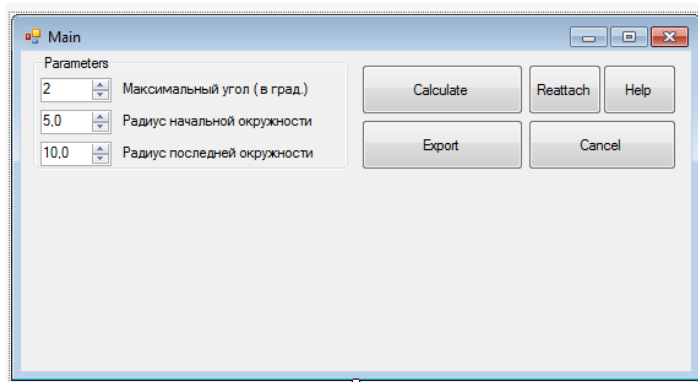 Main
Parameters
2 Максимальный угол ( в град.)
5,0 Радиус начальной окружности
10,0 Радиус последней окружности
Calculate Reattach Help
Export Cancel